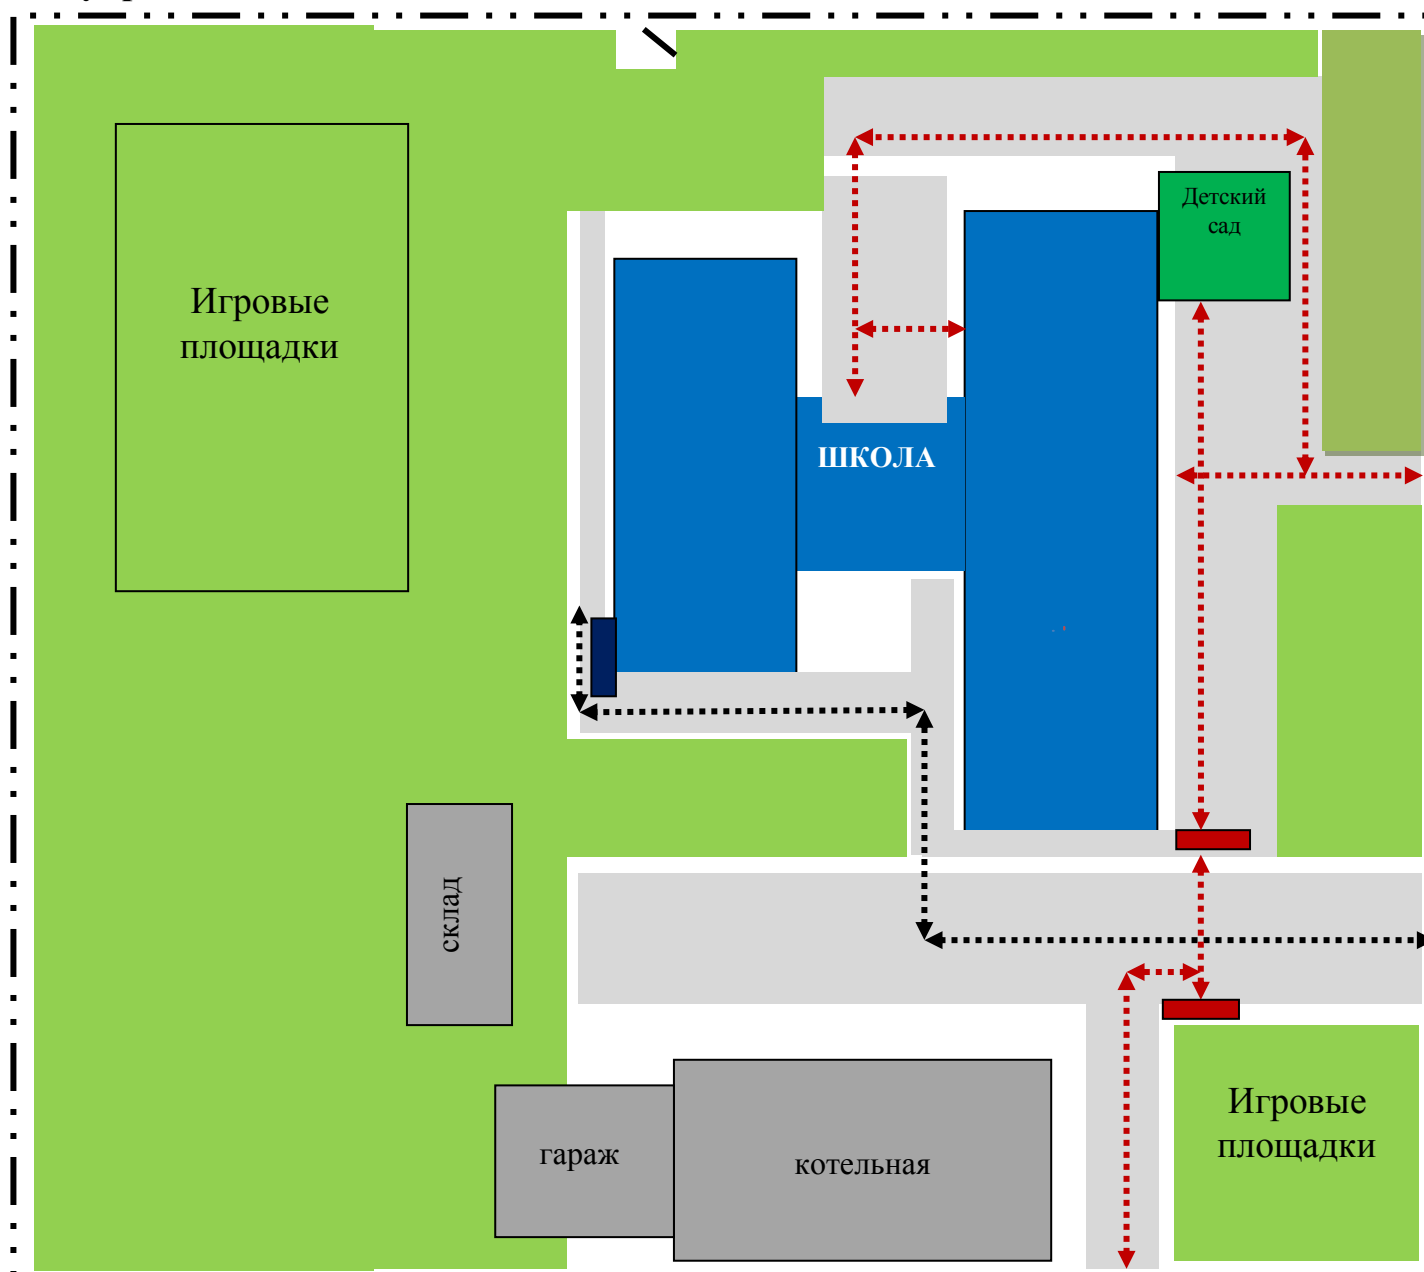 Детский
сад
Игровые
площадки
ШКОЛА
склад
Игровые
площадки
гараж
котельная